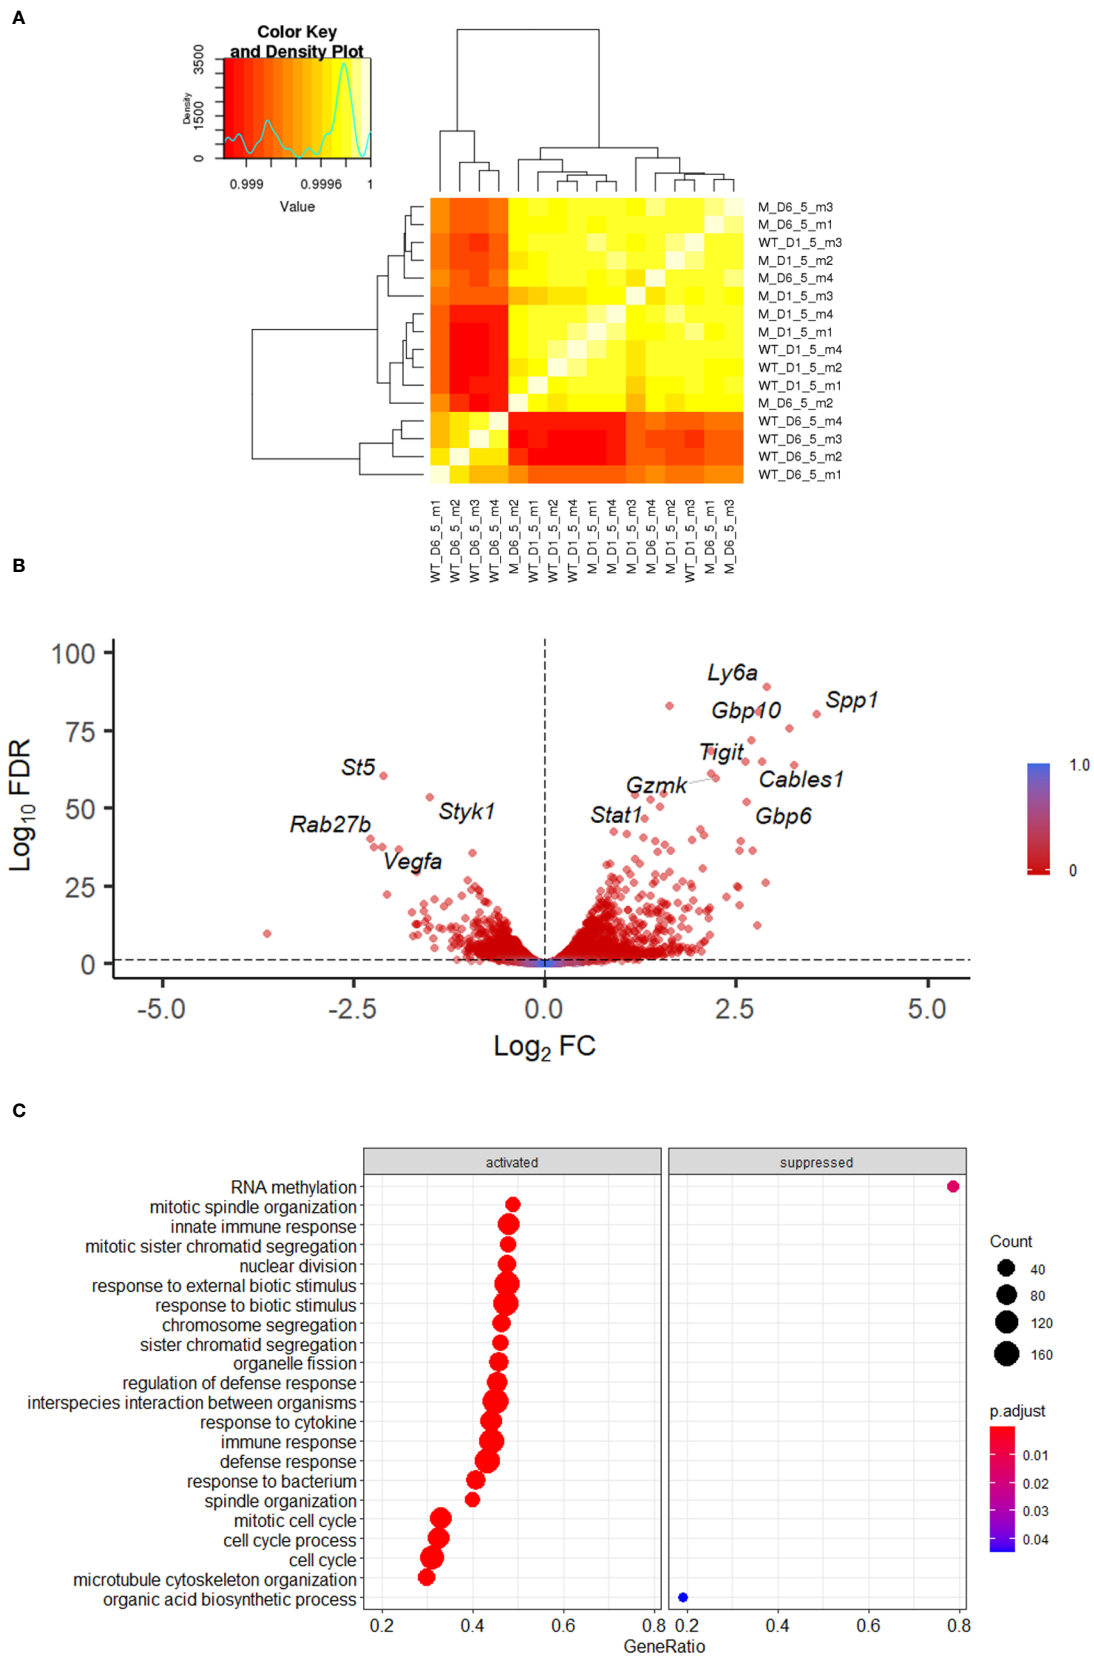 A
Color Key
and Density Plot
Density
0
1500
3500
0.999
0.9996
1
Value
M_D6_5_m3
M_D6_5_m1
WT_D1_5_m3
M_D1_5_m2
M_D6_5_m4
M_D1_5_m3
M_D1_5_m4
M_D1_5_m1
WT_D1_5_m4
WT_D1_5_m2
WT_D1_5_m1
M_D6_5_m2
WT_D6_5_m4
WT_D6_5_m3
WT_D6_5_m2
WT_D6_5_m1
WT_D6_5_m1
WT_D6_5_m2
WT_D6_5_m3
WT_D6_5_m4
M_D6_5_m2
WT_D1_5_m1
WT_D1_5_m2
WT_D1_5_m4
M_D1_5_m1
M_D1_5_m4
M_D1_5_m3
M_D6_5_m4
M_D1_5_m2
WT_D1_5_m3
M_D6_5_m1
M_D6_5_m3
B
Log10 FDR
100
75
50
25
0
Ly6a
Spp1
Gbp10
Tigit
St5
Cables1
Gzmk
Styk1
Stat1
Gbp6
Rab27b
Vegfa
1.0
0
-5.0
-2.5
0.0
2.5
5.0
Log2 FC
C
activated
suppressed
RNA methylation
mitotic spindle organization
innate immune response
mitotic sister chromatid segregation
nuclear division
response to external biotic stimulus
response to biotic stimulus
chromosome segregation
sister chromatid segregation
organelle fission
regulation of defense response
interspecies interaction between organisms
response to cytokine
immune response
defense response
response to bacterium
spindle organization
mitotic cell cycle
cell cycle process
cell cycle
microtubule cytoskeleton organization
organic acid biosynthetic process
0.2
0.4
0.6
0.8
0.2
0.4
0.6
0.8
GeneRatio
Count
40
80
120
160
p.adjust
0.01
0.02
0.03
0.04